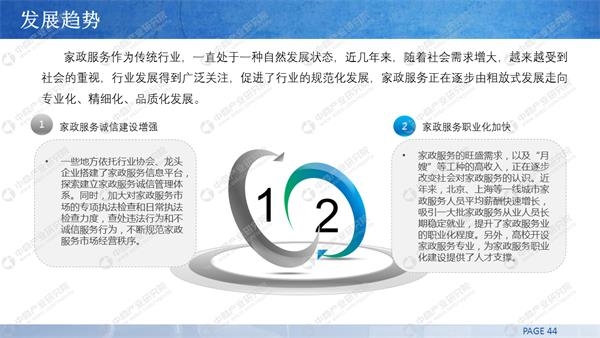 发展趋势
家政服务作为传统行业，一直处于一种自然发展状态，近几年来，随着社会需求增大，越来越受到
社会的重视，行业发展得到广泛关注，促进了行业的规范化发展，家政服务正在逐步由粗放式发展走向
专业化、精细化、品质化发展。
1
家政服务诚信建设增强
一些地方依托行业协会、龙头
企业搭建了家政服务信息平台，
探索建立家政服务诚信管理体
系。同时，加大对家政服务市
场的专项执法检查和日常执法
检查力度，查处违法行为和不
诚信服务行为，不断规范家政
服务市场经营秩序。
1
2
2
家政服务职业化加快
家政服务的旺盛需求，以及“月
嫂”等工种的高收入，正在逐步
改变社会对家政服务的认识。近
年来，北京、上海等一线城市家
政服务人员平均薪酬快速增长，
吸引一大批家政服务从业人员长
期稳定就业，提升了家政服务业
的职业化程度。另外，高校开设
家政服务专业，为家政服务职业
化建设提供了人才支撑。
PAGE 44
中商产业研究院